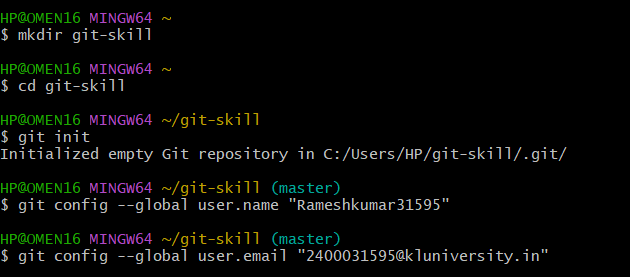 HP@OMEN16 MINGW64 ~
$ mkdir git-skill
HP@OMEN16 MINGW64 ~
$ cd git-skill
HP@OMEN16 MINGW64 ~/git-skill
$ git init
Initialized empty Git repository in C:/Users/HP/git-skill/.git/
HP@OMEN16 MINGW64 ~/git-skill (master)
$ git config --global user.name "Rameshkumar31595"
HP@OMEN16 MINGW64 ~/git-skill (master)
$ git config --global user.email "2400031595@kluniversity.in"